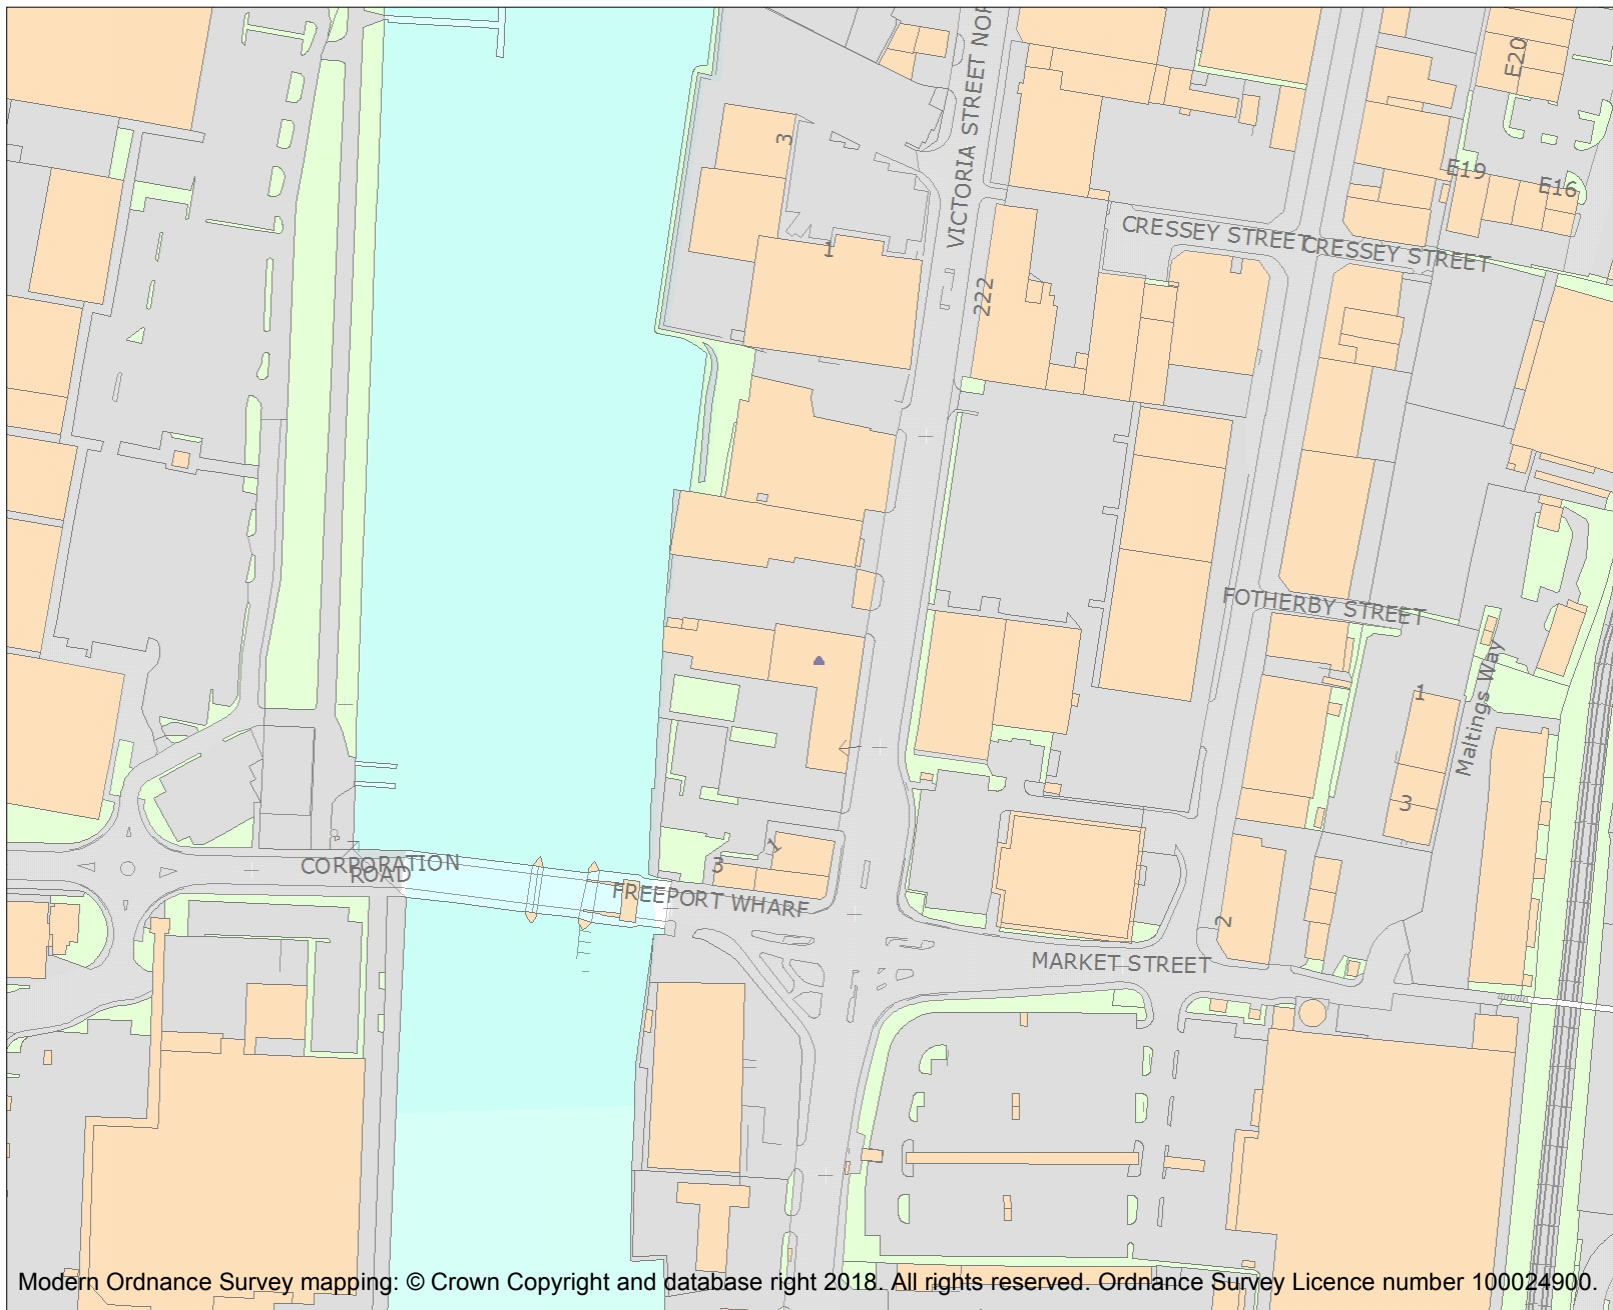 E20
VICTORIA STREET NOR
3
E19
E16
CRESSEY STREET
CRESSEY STREET
1
222
FOTHERBY STREET
Maltings Way
1
3
1
3
CORPORATION
ROAD
FREEPORT WHARF
2
MARKET STREET
Modern Ordnance Survey mapping: © Crown Copyright and database right 2018. All rights reserved. Ordnance Survey Licence number 100024900.